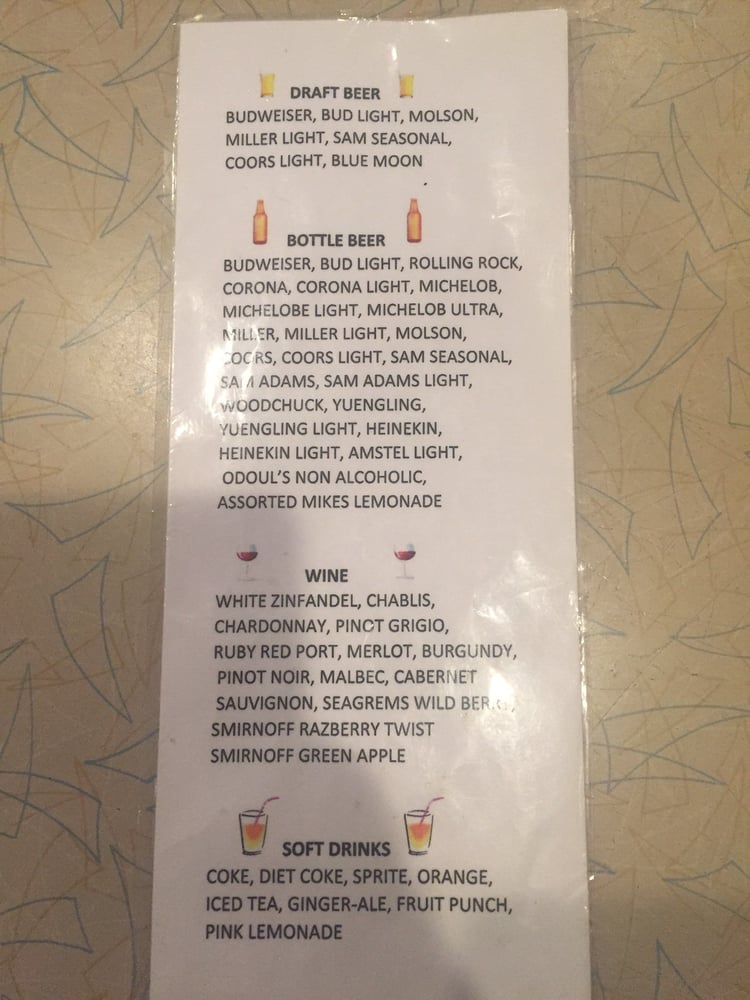 DRAFT BEER
BUDWEISER, BUD LIGHT, MOLSON,
MILLER LIGHT, SAM SEASONAL,
COORS LIGHT, BLUE MOON
BOTTLE BEER
BUDWEISER, BUD LIGHT, ROLLING ROCK,
CORONA, CORONA LIGHT, MICHELOB,
MICHELOBE LIGHT, MICHELOB ULTRA,
MILLER, MILLER LIGHT, MOLSON,
COORS, COORS LIGHT, SAM SEASONAL,
SAM ADAMS, SAM ADAMS LIGHT,
WOODCHUCK, YUENGLING,
YUENGLING LIGHT, HEINEKIN,
HEINEKIN LIGHT, AMSTEL LIGHT,
ODOUL'S NON ALCOHOLIC,
ASSORTED MIKES LEMONADE
WINE
WHITE ZINFANDEL, CHABLIS,
CHARDONNAY, PINOT GRIGIO,
RUBY RED PORT, MERLOT, BURGUNDY,
PINOT NOIR, MALBEC, CABERNET
SAUVIGNON, SEAGREMS WILD
SMIRNOFF RAZBERRY TWIST
SMIRNOFF GREEN APPLE
SOFT DRINKS
COKE, DIET COKE, SPRITE, ORANGE,
ICED TEA, GINGER-ALE, FRUIT PUNCH,
PINK LEMONADE